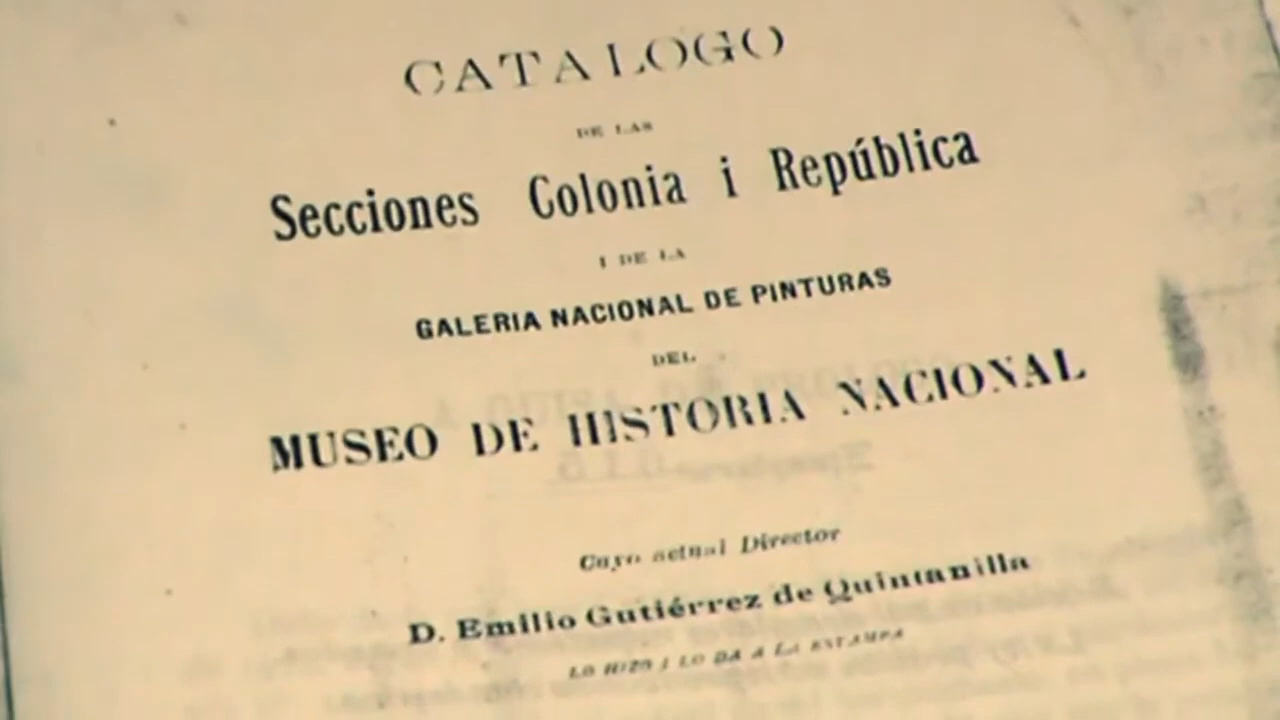 CATALOGO
DE LAS
Secciones Colonia i República
I DE LA
GALERIA NACIONAL DE PINTURAS
DEL
MUSEO DE HISTORIA NACIONAL
Cuyo actual Director
D. Emilio Gutiérrez de Quintanilla
LO HIZO I LO DA A LA ESTAMPA